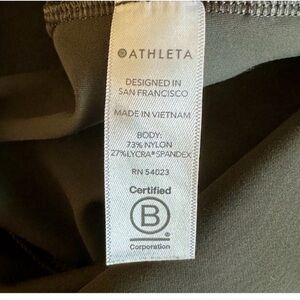 ATHLETA
DESIGNED IN
SAN FRANCISCO
MADE IN VIETNAM
BODY:
73% NYLON
27% LYCRA® SPANDEX
RN 54023
Certified
B
Corporation